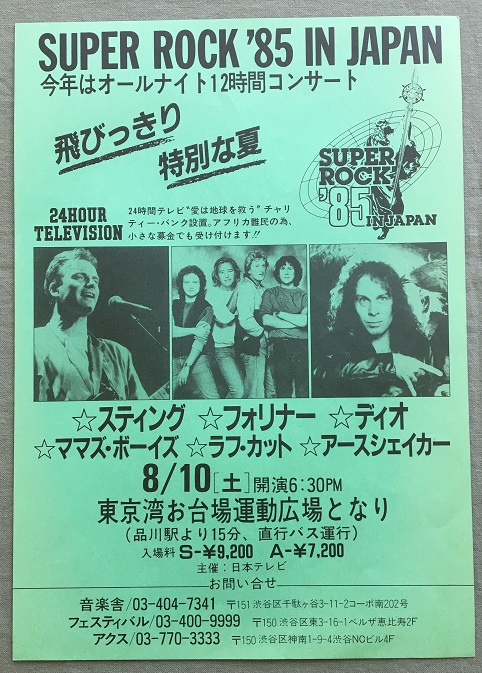 SUPER ROCK '85 IN JAPAN
今年はオールナイト12時間コンサート
飛びっきり
特別な夏
SUPER
ROCK
'85
IN JAPAN
24HOUR
TELEVISION
24時間テレビ“愛は地球を救う”チャリ
ティー・バンク設置。アフリカ難民の為、
小さな募金でも受け付けます!!
☆スティング ☆フォリナー ☆ディオ
☆ママズ・ボーイズ ☆ラフ・カット ☆アースシェイカー
8/10[土]開演6:30PM
東京湾お台場運動広場となり
(品川駅より15分、直行バス運行)
入場料 S-¥9,200 A-¥7,200
主催:日本テレビ
お問い合せ
音楽舎/03-404-7341 〒151 渋谷区千駄ヶ谷3-11-2コーポ南202号
フェスティバル/03-400-9999 〒150 渋谷区東3-16-1ベルザ恵比寿2F
アクス/03-770-3333 〒150 渋谷区神南1-9-4渋谷NCビル4F